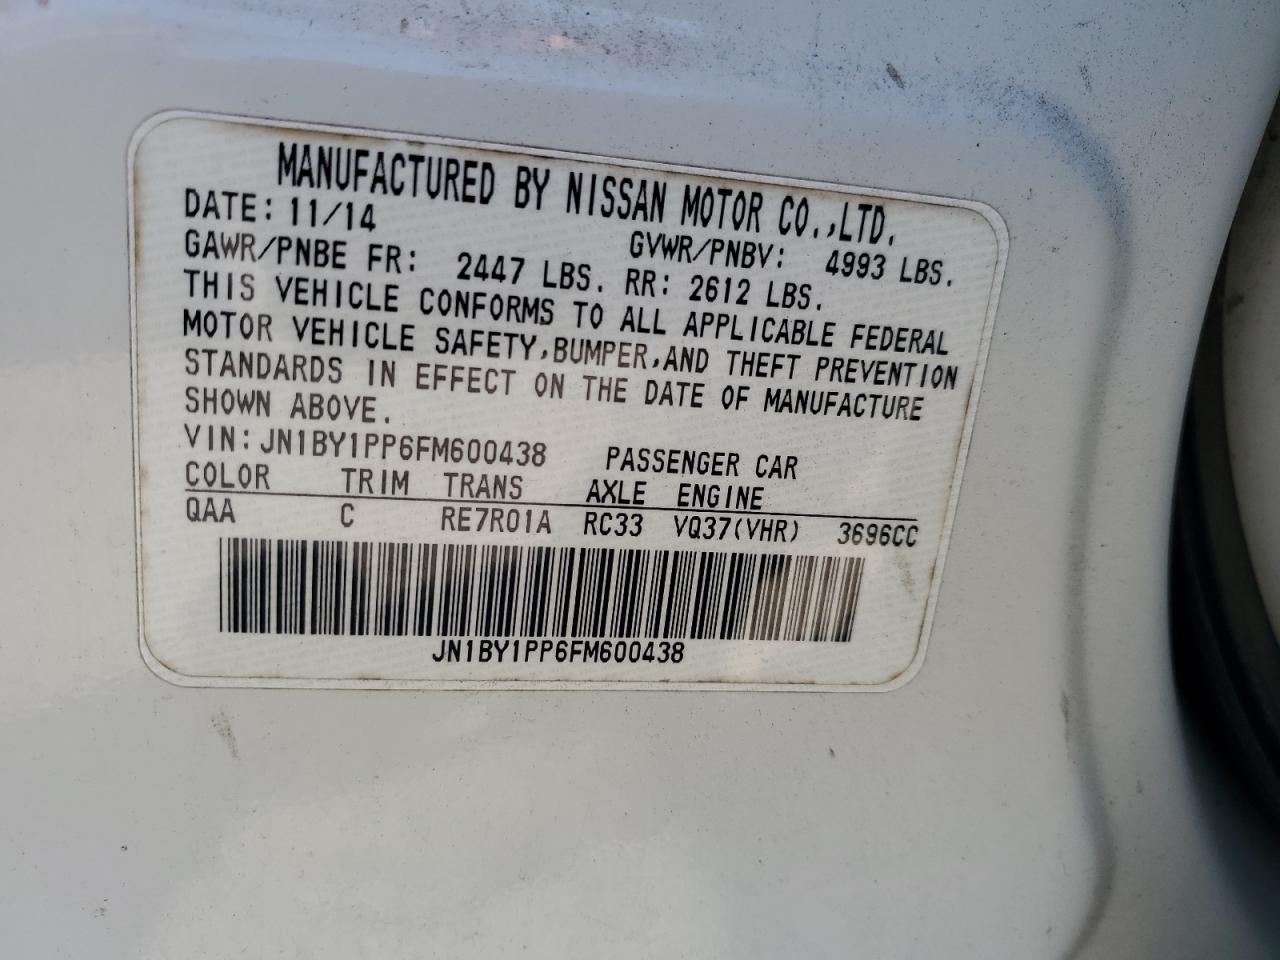 MANUFACTURED BY NISSAN MOTOR CO.,LTD.
DATE: 11/14 GVWR/PNBV: 4993 LBS.
GAWR/PNBE FR: 2447 LBS. RR: 2612 LBS.
THIS VEHICLE CONFORMS TO ALL APPLICABLE FEDERAL
MOTOR VEHICLE SAFETY,BUMPER,AND THEFT PREVENTION
STANDARDS IN EFFECT ON THE DATE OF MANUFACTURE
SHOWN ABOVE.
VIN: JN1BY1PP6FM600438 PASSENGER CAR
COLOR TRIM TRANS AXLE ENGINE
QAA C RE7R01A RC33 VQ37(VHR) 3696CC
JN1BY1PP6FM600438